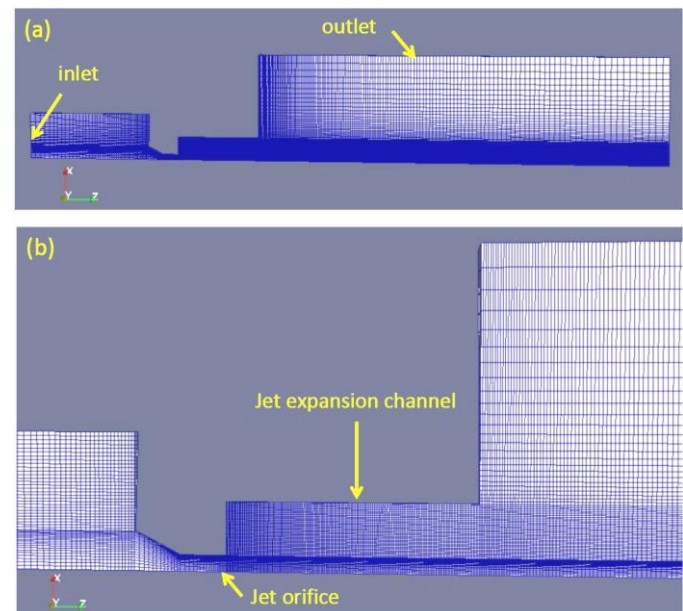 (a)
outlet
inlet
X
Y
Z
(b)
Jet expansion channel
X
Y
Z
Jet orifice